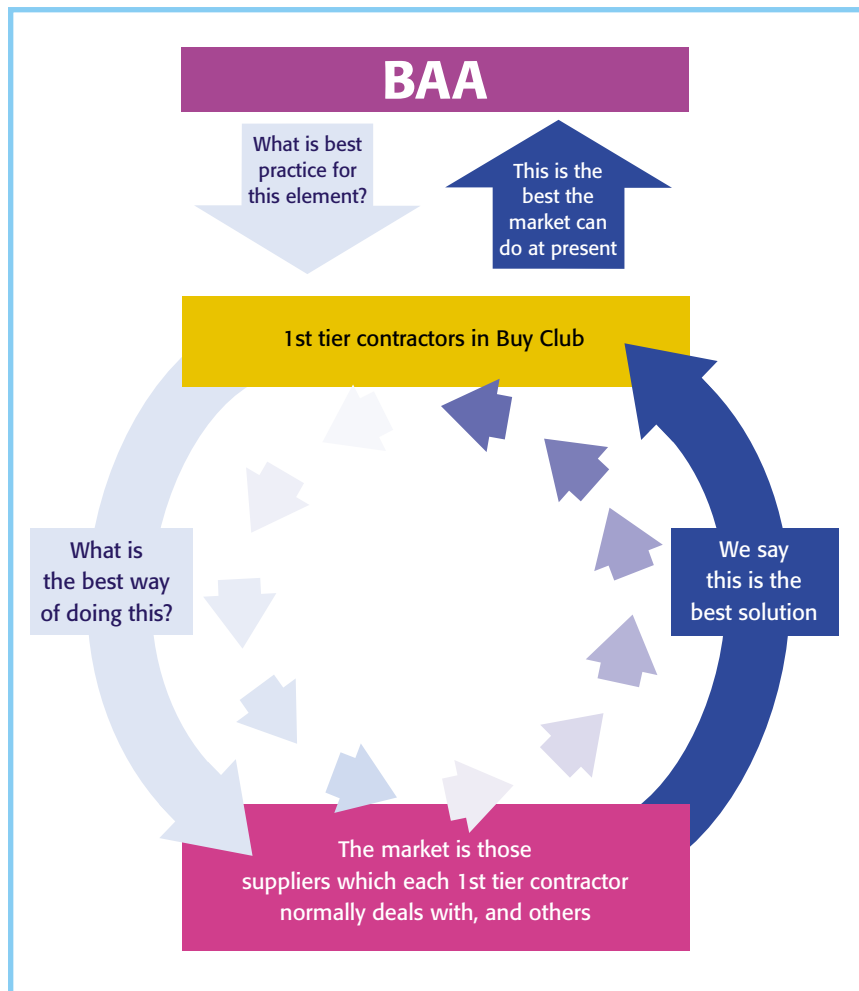 BAA
What is best
practice for
this element?
This is the
best the
market can
do at present
1st tier contractors in Buy Club
What is
the best way
of doing this?
We say
this is the
best solution
The market is those
suppliers which each 1st tier contractor
normally deals with, and others